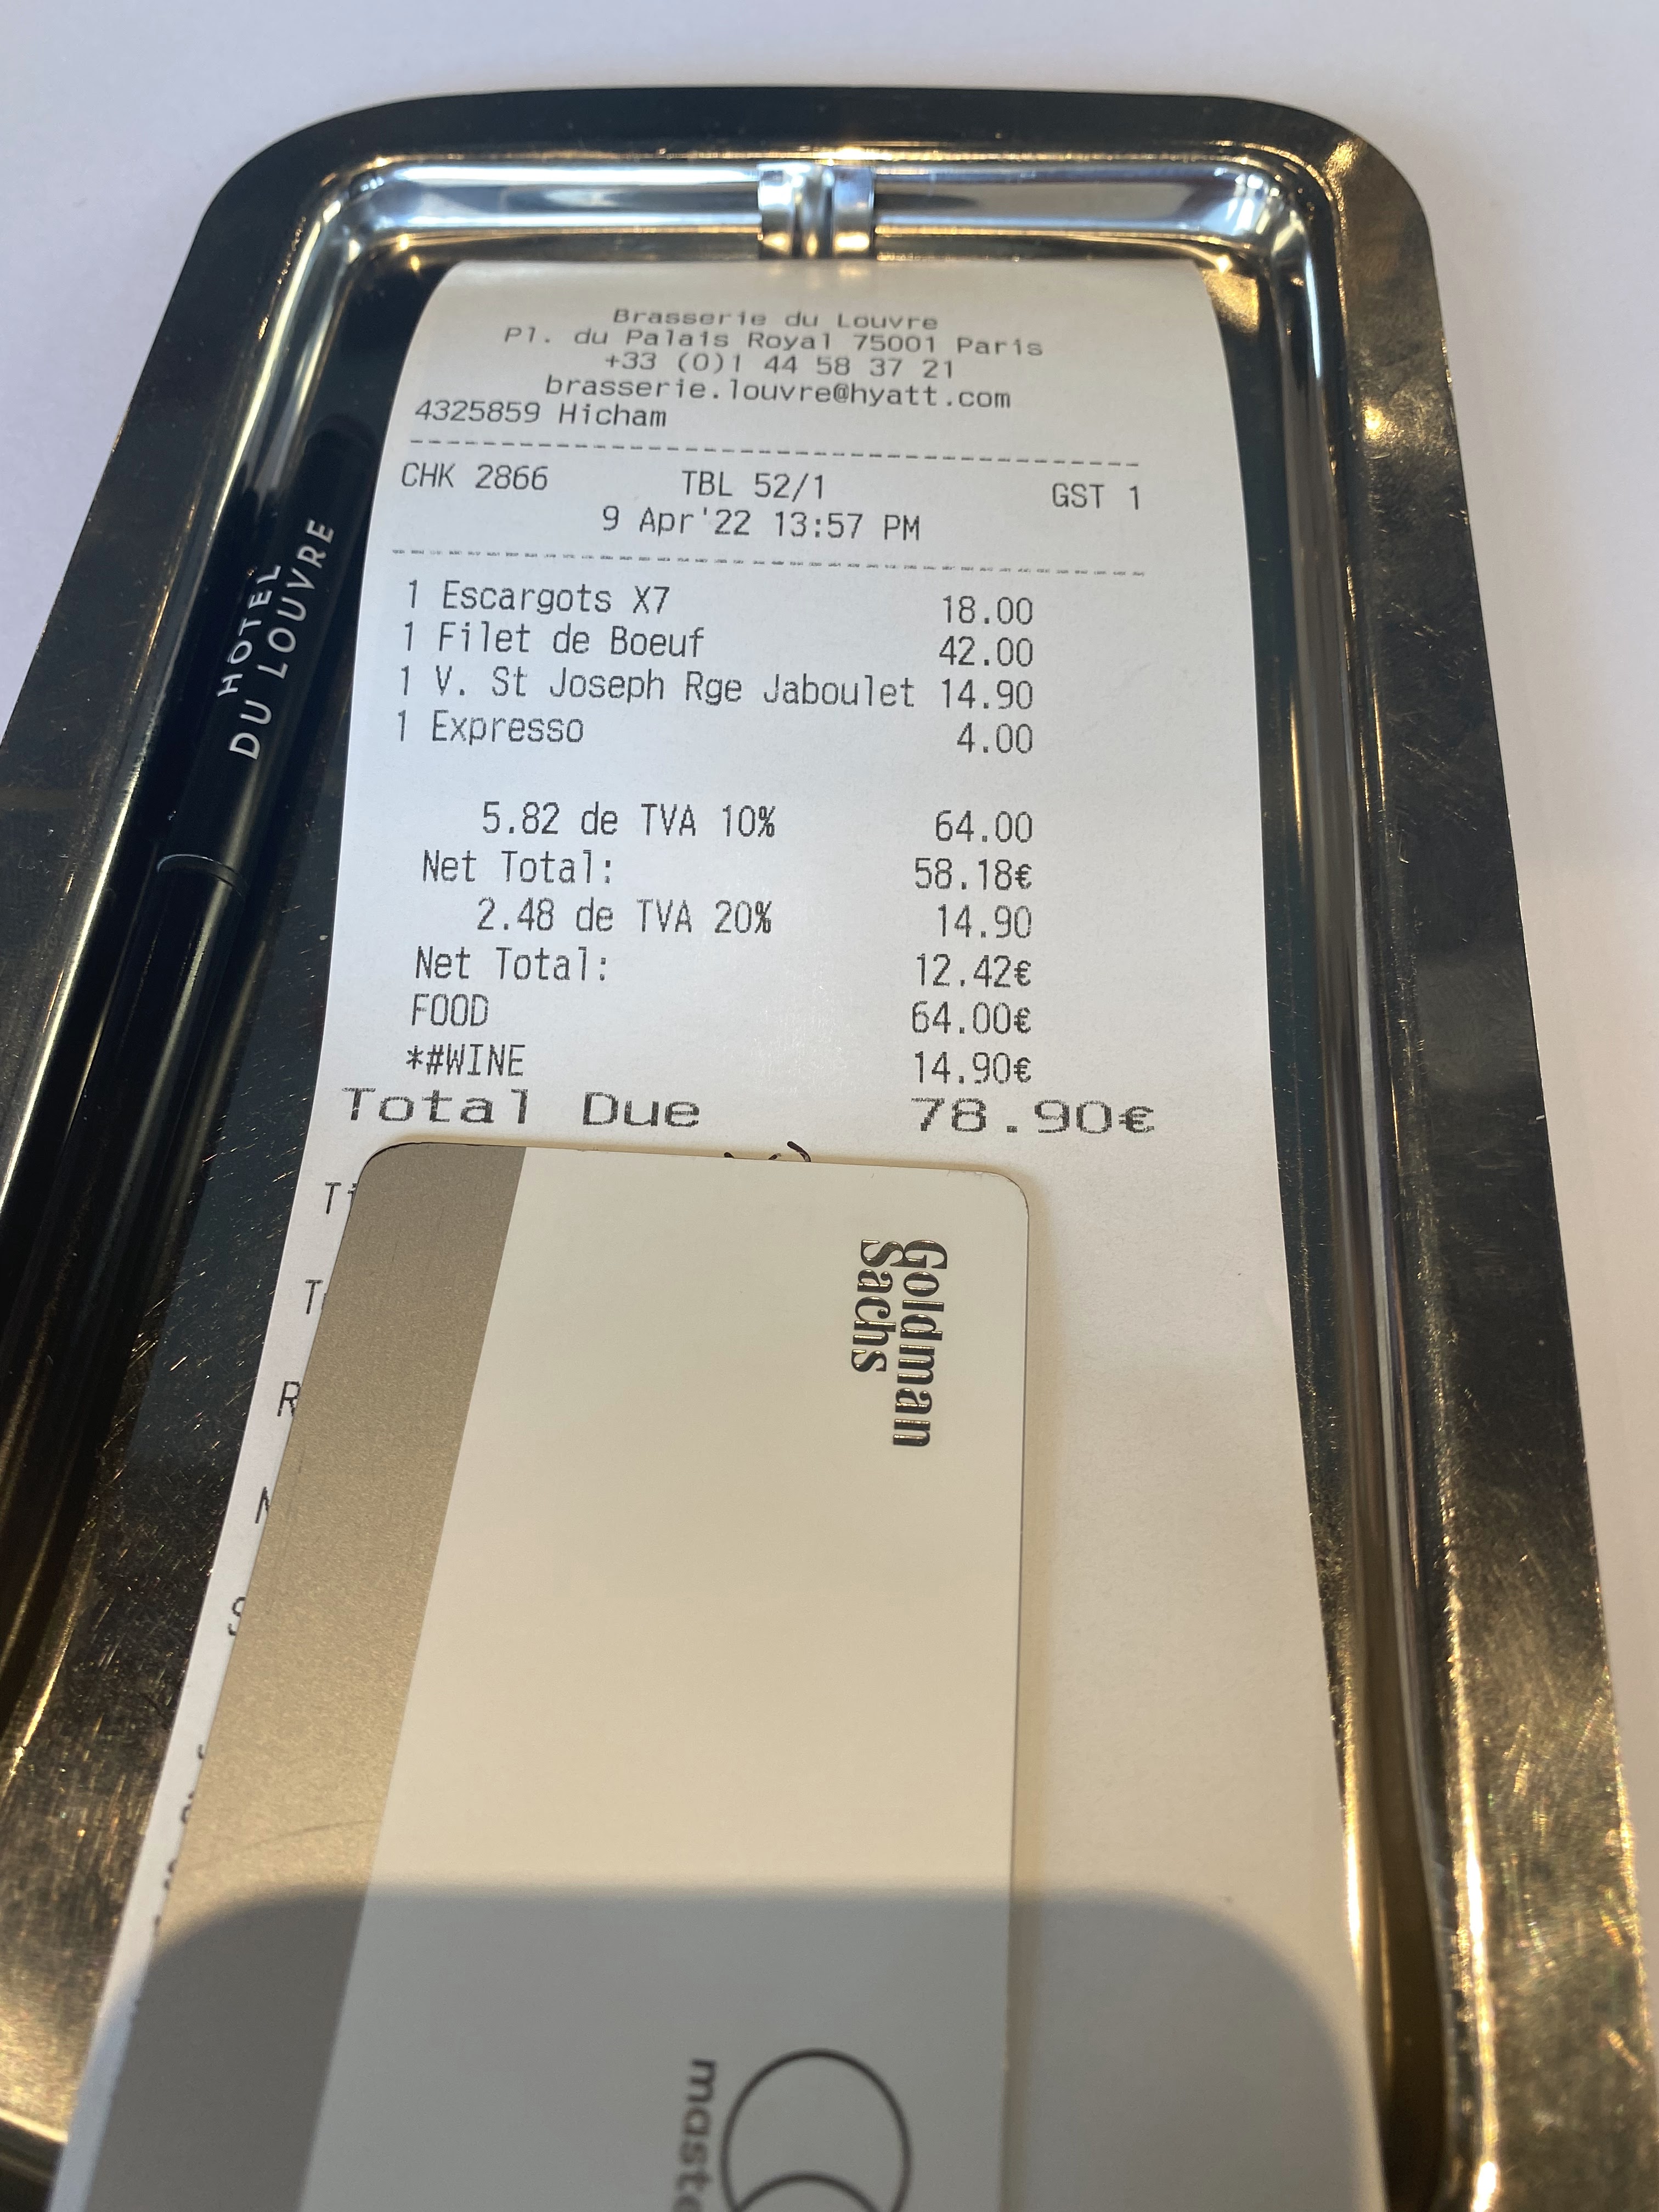 Brasserie du Louvre
Pl. du Palais Royal 75001 Paris
+33 (0)1 44 58 37 21
brasserie.louvre@hyatt.com
4325859 Hicham
CHK 2866 TBL 52/1 GST 1
9 Apr'22 13:57 PM
1 Escargots X7 18.00
1 Filet de Boeuf 42.00
1 V. St Joseph Rge Jaboulet 14.90
1 Expresso 4.00
5.82 de TVA 10% 64.00
Net Total: 58.18€
2.48 de TVA 20% 14.90
Net Total: 12.42€
FOOD 64.00€
*#WINE 14.90€
Total Due 78.90€
HOTEL
DU LOUVRE
Goldman
Sachs